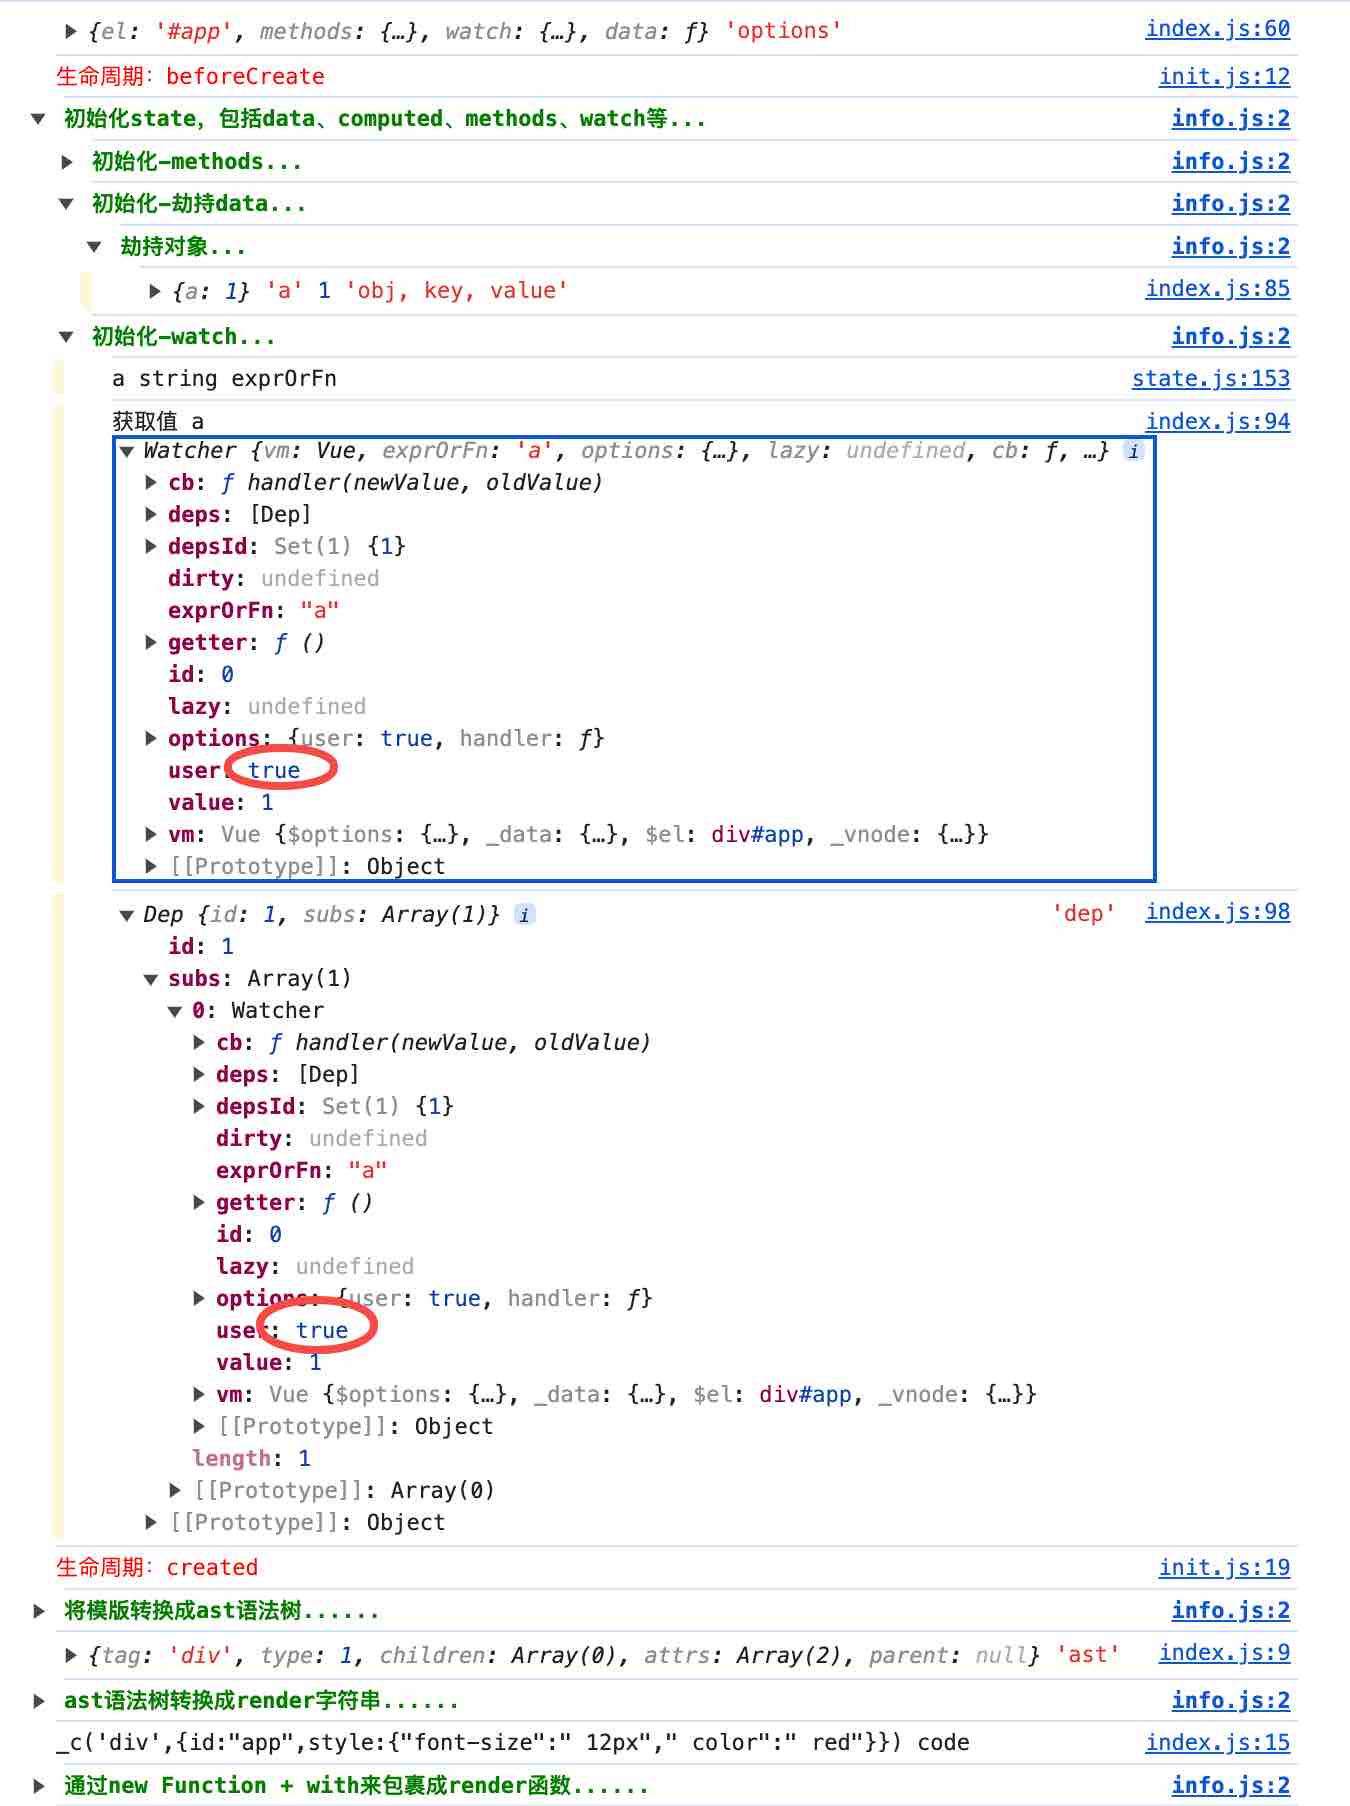 {el: '#app', methods: {…}, watch: {…}, data: ƒ} 'options' index.js:60
生命周期：beforeCreate init.js:12
初始化state，包括data、computed、methods、watch等... info.js:2
初始化-methods... info.js:2
初始化-劫持data... info.js:2
劫持对象... info.js:2
{a: 1} 'a' 1 'obj, key, value' index.js:85
初始化-watch... info.js:2
a string exprOrFn state.js:153
获取值 a index.js:94
Watcher {vm: Vue, exprOrFn: 'a', options: {…}, lazy: undefined, cb: ƒ, …} i
cb: ƒ handler(newValue, oldValue)
deps: [Dep]
depsId: Set(1) {1}
dirty: undefined
exprOrFn: "a"
getter: ƒ ()
id: 0
lazy: undefined
options: {user: true, handler: ƒ}
user: true
value: 1
vm: Vue {$options: {…}, _data: {…}, $el: div#app, _vnode: {…}}
[[Prototype]]: Object
Dep {id: 1, subs: Array(1)} i 'dep' index.js:98
id: 1
subs: Array(1)
0: Watcher
cb: ƒ handler(newValue, oldValue)
deps: [Dep]
depsId: Set(1) {1}
dirty: undefined
exprOrFn: "a"
getter: ƒ ()
id: 0
lazy: undefined
options: {user: true, handler: ƒ}
user: true
value: 1
vm: Vue {$options: {…}, _data: {…}, $el: div#app, _vnode: {…}}
[[Prototype]]: Object
length: 1
[[Prototype]]: Array(0)
[[Prototype]]: Object
生命周期：created init.js:19
将模版转换成ast语法树...... info.js:2
{tag: 'div', type: 1, children: Array(0), attrs: Array(2), parent: null} 'ast' index.js:9
ast语法树转换成render字符串...... info.js:2
_c('div',{id:"app",style:{"font-size":" 12px"," color":" red"}}) code index.js:15
通过new Function + with来包裹成render函数...... info.js:2